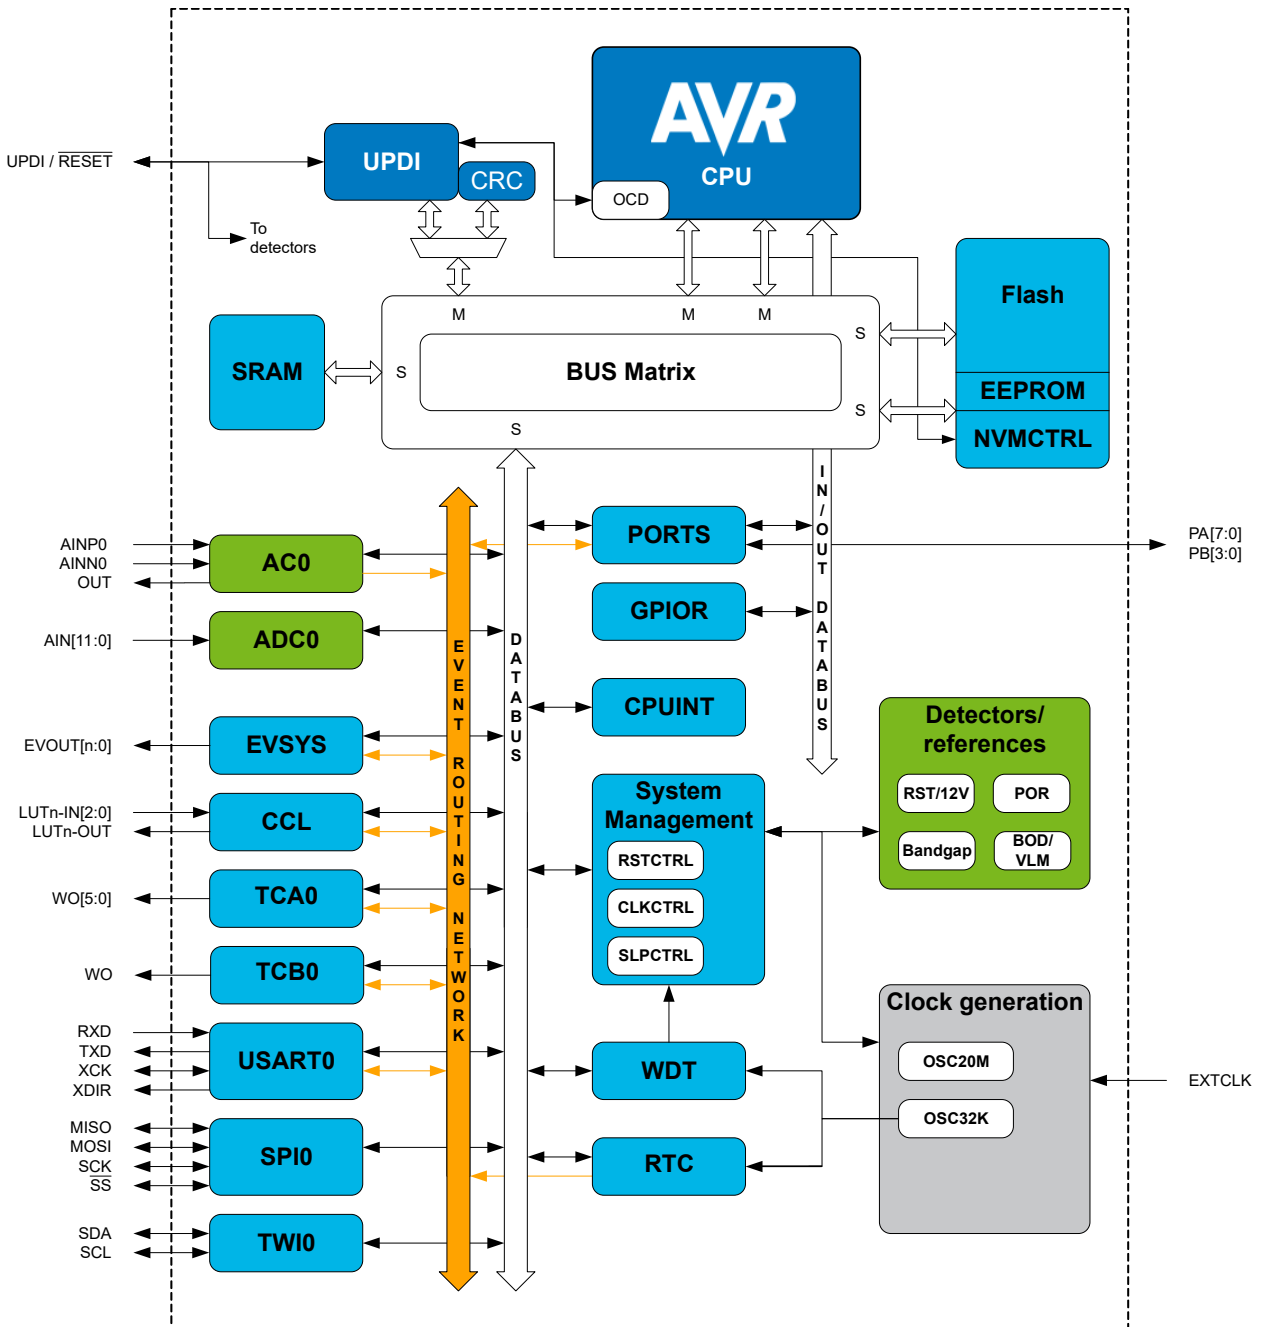 AVR
CPU
OCD
UPDI / RESET
UPDI
CRC
To
detectors
M
M
M
Flash
EEPROM
NVMCTRL
SRAM
S
BUS Matrix
S
S
S
IN/OUT DATABUS
EVENT ROUTING NETWORK
DATABUS
AINP0
AINN0
OUT
AC0
PORTS
PA[7:0]
PB[3:0]
AIN[11:0]
ADC0
GPIOR
EVOUT[n:0]
EVSYS
CPUINT
Detectors/
references
RST/12V
POR
Bandgap
BOD/
VLM
LUTn-IN[2:0]
LUTn-OUT
CCL
System
Management
RSTCTRL
CLKCTRL
SLPCTRL
WO[5:0]
TCA0
WO
TCB0
Clock generation
OSC20M
OSC32K
EXTCLK
RXD
TXD
XCK
XDIR
USART0
WDT
MISO
MOSI
SCK
SS
SPI0
RTC
SDA
SCL
TWI0